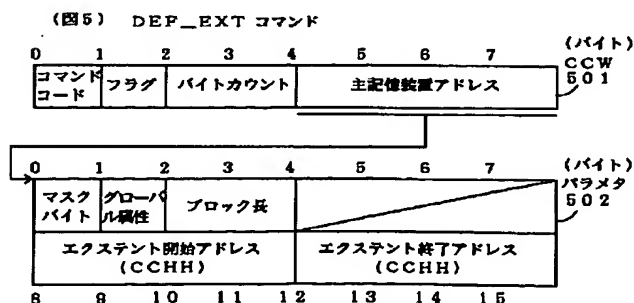 (図5) DEF_EXT コマンド
0 1 2 3 4 5 6 7 (バイト)
コマンドコード フラグ バイトカウント 主記憶装置アドレス CCW
501
0 1 2 3 4 5 6 7 (バイト)
マスクバイト グローバル属性 ブロック長 パラメタ
502
エクステント開始アドレス エクステント終了アドレス
(CCHH) (CCHH)
8 9 10 11 12 13 14 15